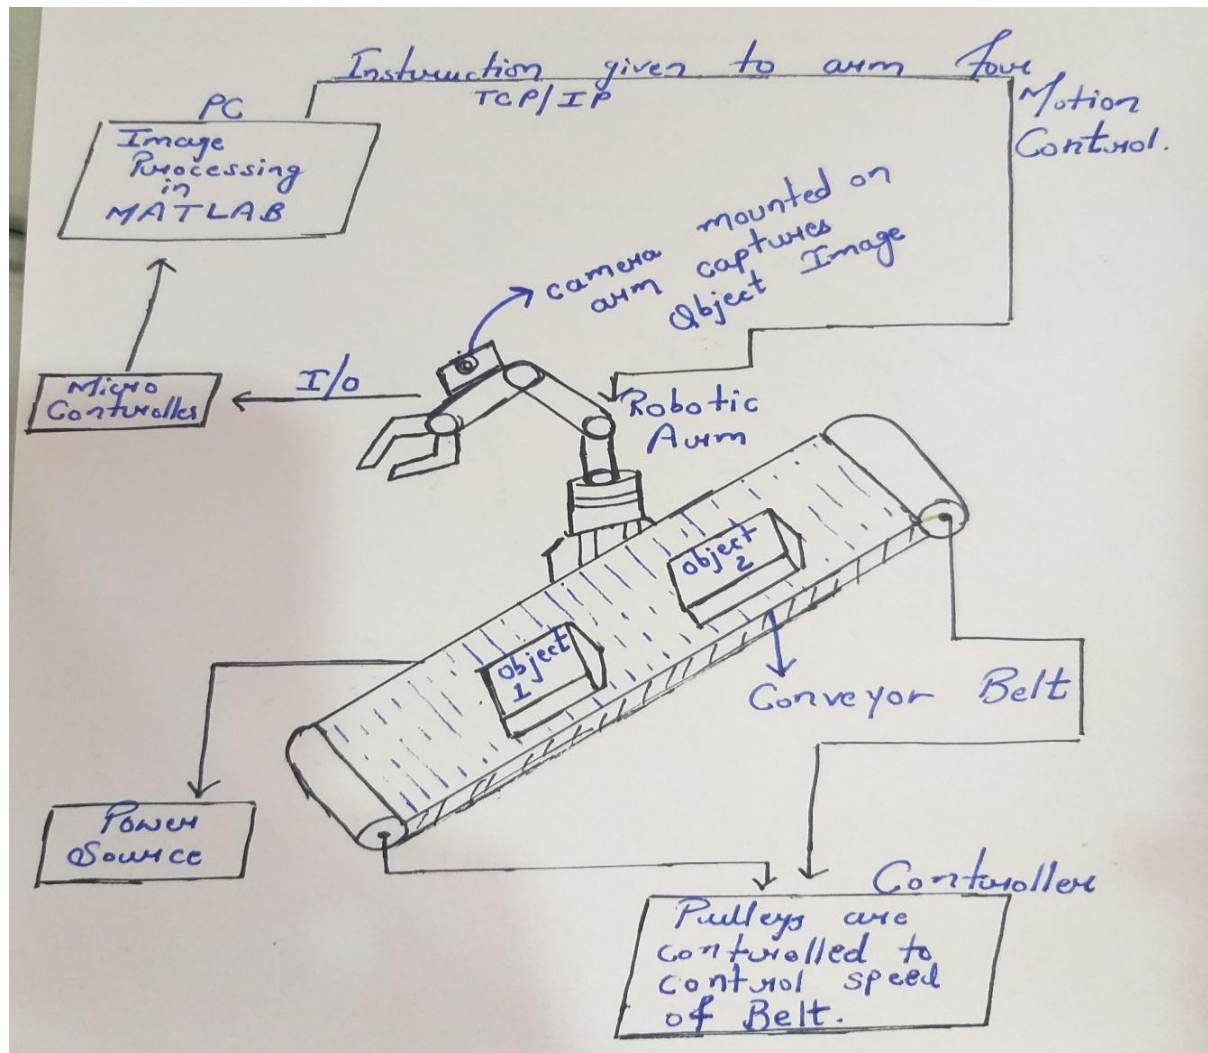 Instruction given to arm four
TCP/IP
Motion
Control.
PC
Image
Processing
in
MATLAB
camera mounted on
arm captures
Object Image
I/O
Micro
Controller
Robotic
Arm
Object
2
Object
1
Conveyor Belt
Power
Source
Controller
Pulleys are
controlled to
control speed
of Belt.